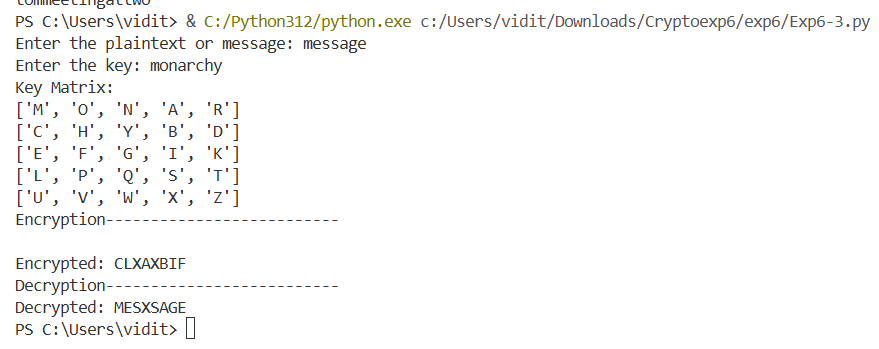 tommeetingattwo
PS C:\Users\vidit> & C:/Python312/python.exe c:/Users/vidit/Downloads/Cryptoexp6/exp6/Exp6-3.py
Enter the plaintext or message: message
Enter the key: monarchy
Key Matrix:
['M', 'O', 'N', 'A', 'R']
['C', 'H', 'Y', 'B', 'D']
['E', 'F', 'G', 'I', 'K']
['L', 'P', 'Q', 'S', 'T']
['U', 'V', 'W', 'X', 'Z']
Encryption--------------------------
Encrypted: CLXAXBIF
Decryption--------------------------
Decrypted: MESXSAGE
PS C:\Users\vidit>